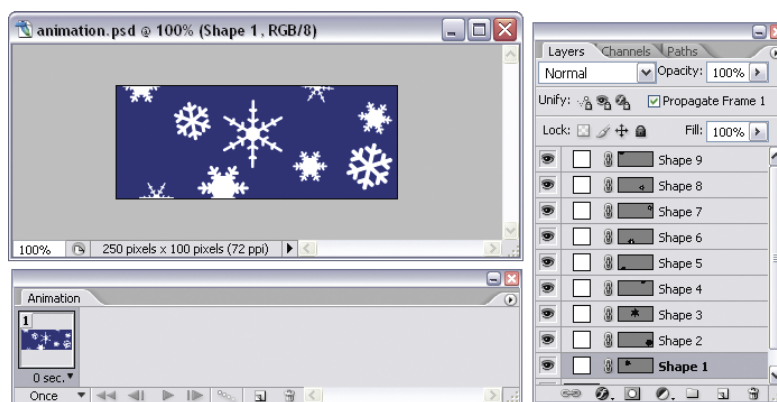 animation.psd @ 100% (Shape 1, RGB/8)
100%
250 pixels x 100 pixels (72 ppi)
Animation
1
0 sec.
Once
Layers Channels Paths
Normal
Opacity: 100%
Unify:
Propagate Frame 1
Lock:
Fill: 100%
Shape 9
Shape 8
Shape 7
Shape 6
Shape 5
Shape 4
Shape 3
Shape 2
Shape 1